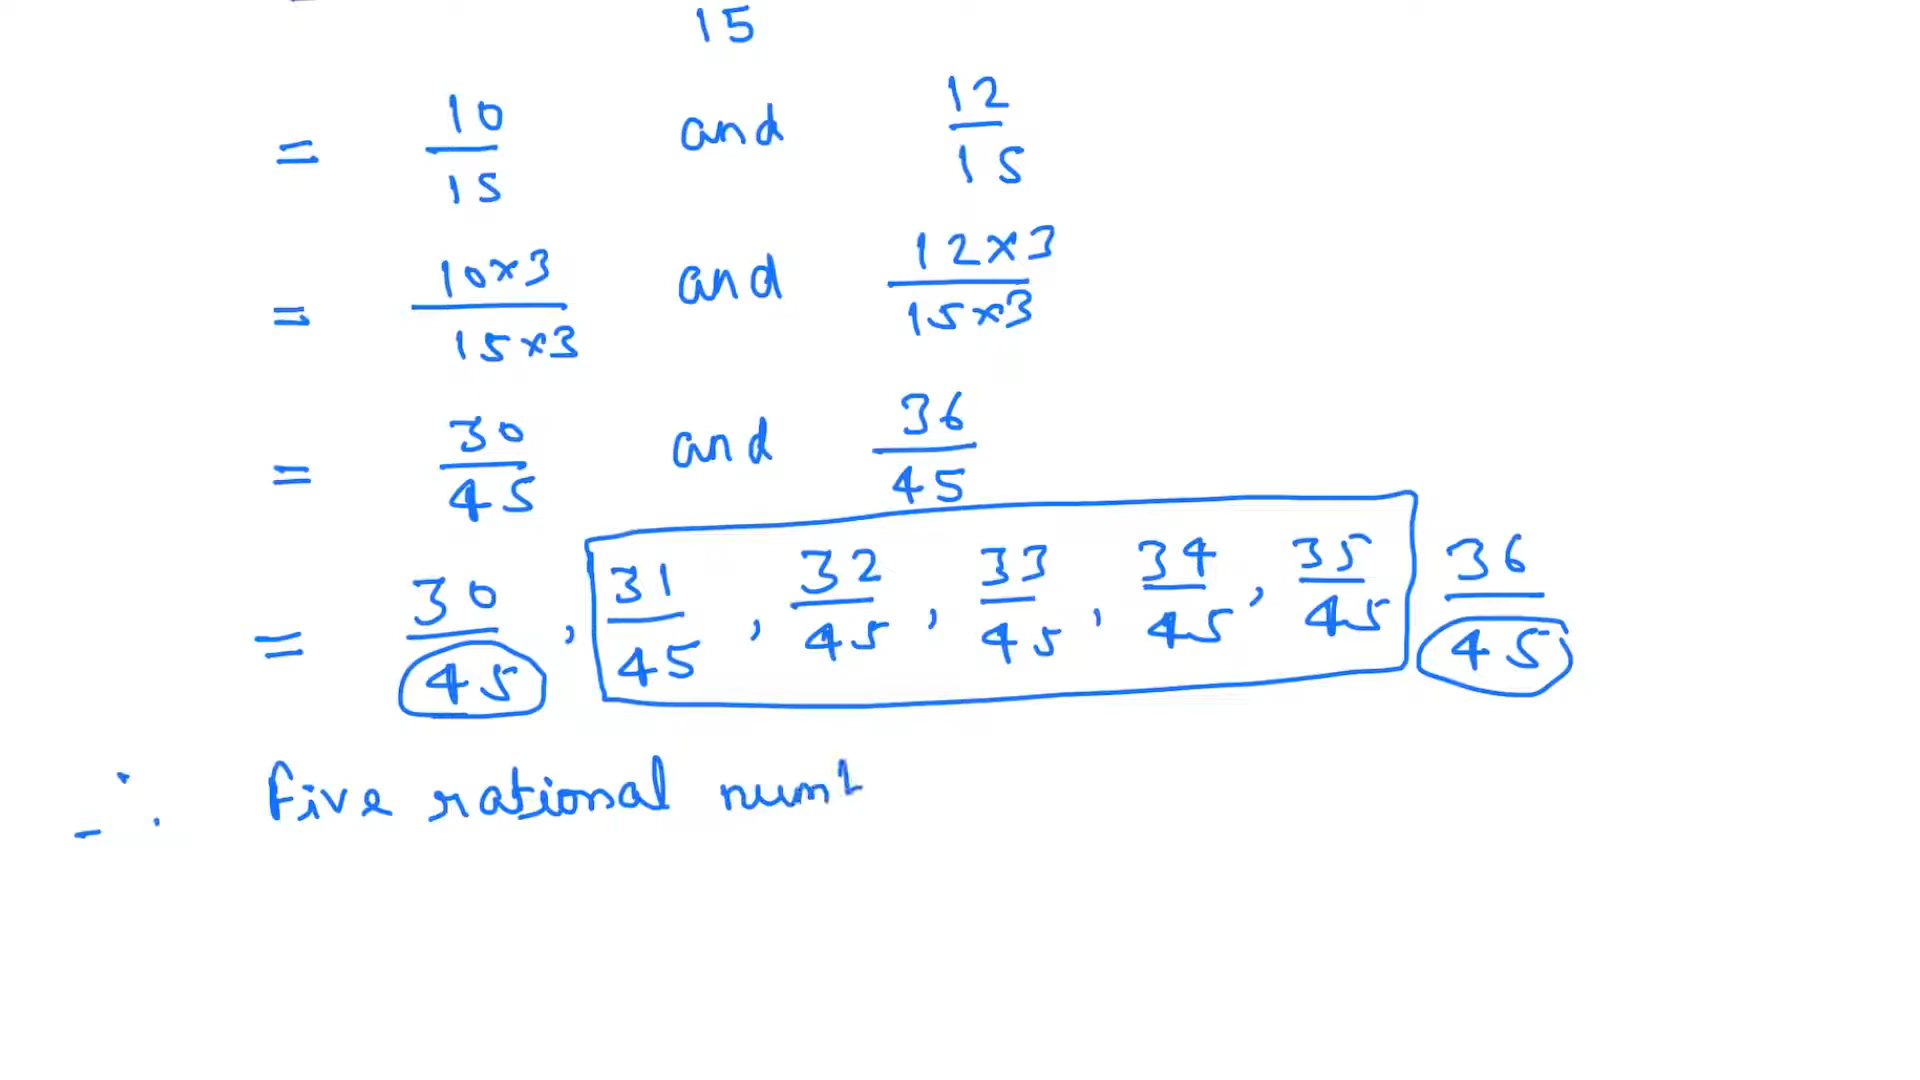 15
= 10/15 and 12/15
= 10×3/15×3 and 12×3/15×3
= 30/45 and 36/45
= 30/45, 31/45, 32/45, 33/45, 34/45, 35/45 36/45
∴ Five rational num